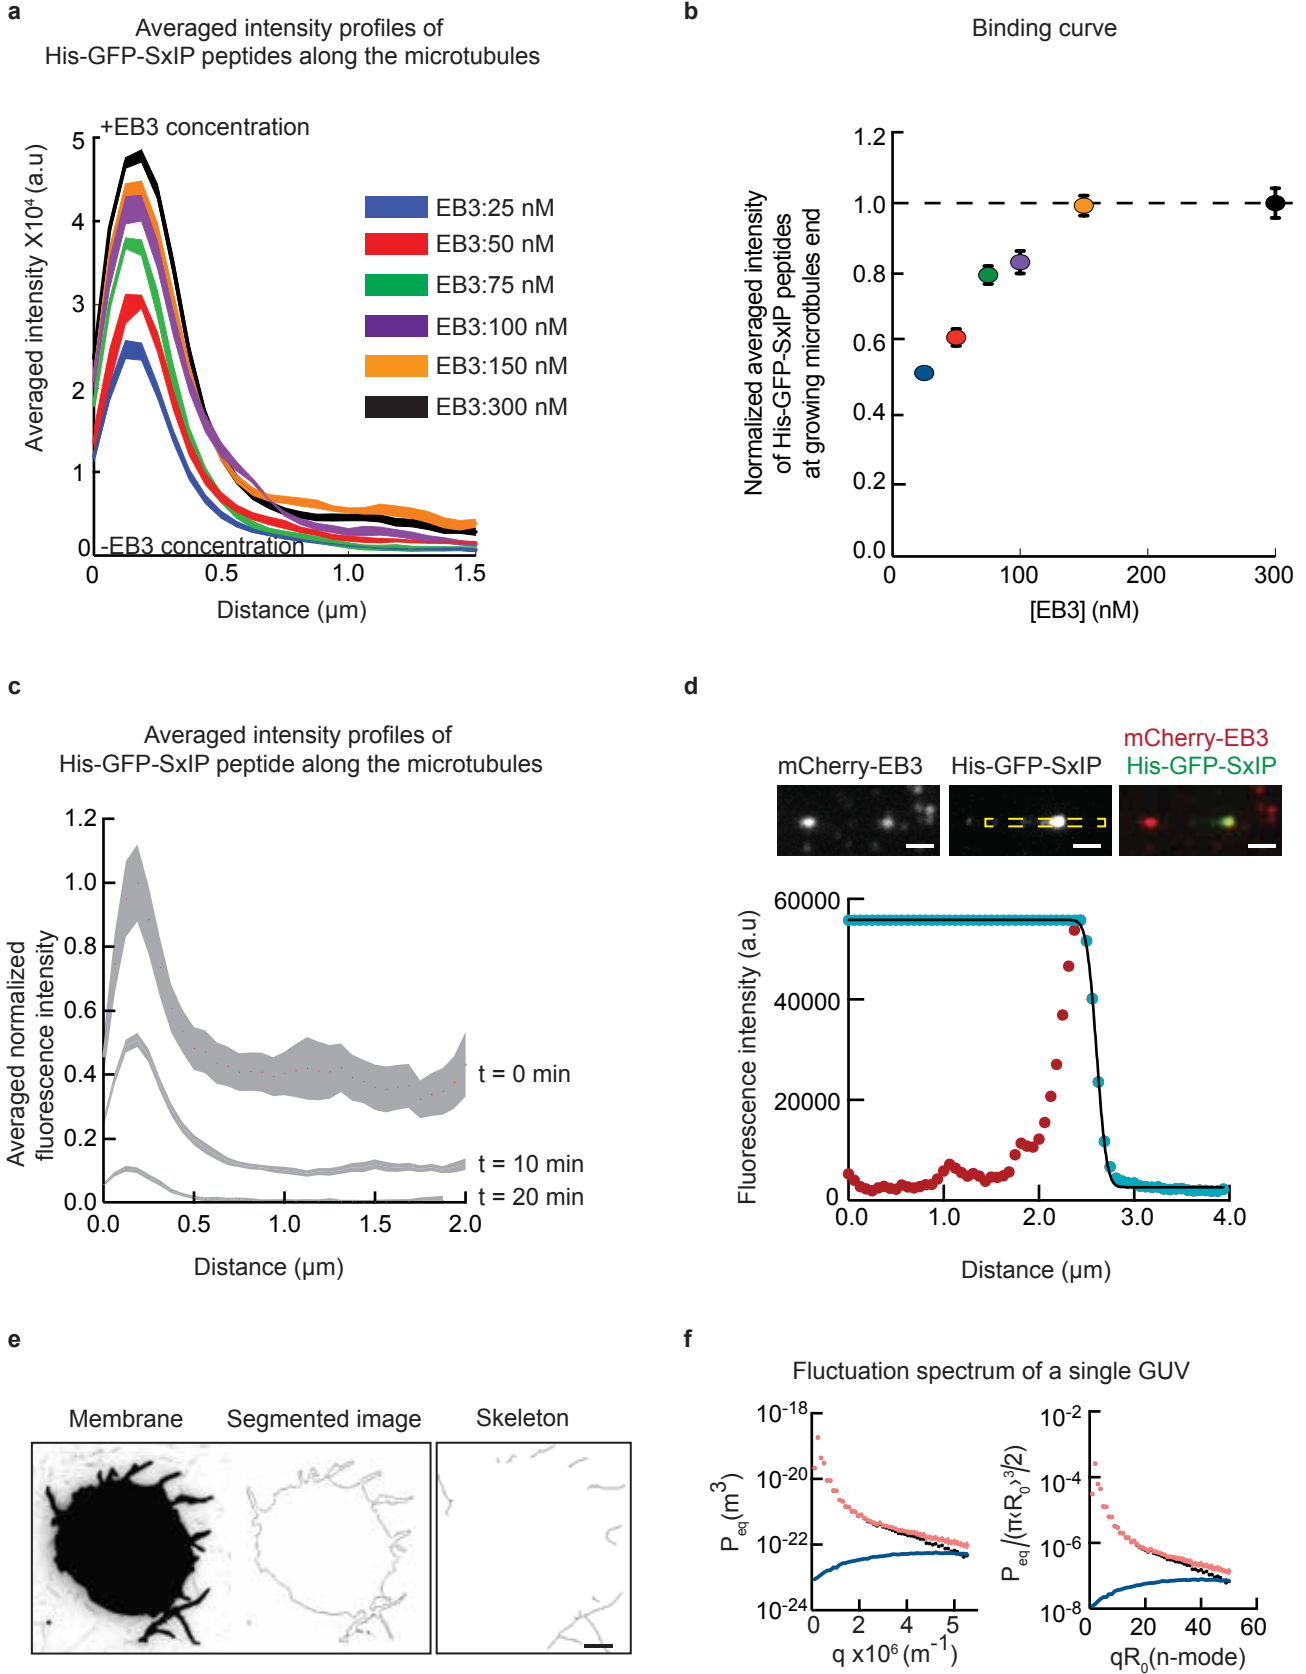 a
Averaged intensity profiles of
His-GFP-SxIP peptides along the microtubules
+EB3 concentration
-EB3 concentration
Averaged intensity X10⁴ (a.u)
5
4
3
2
1
0
0 0.5 1.0 1.5
Distance (µm)
EB3:25 nM
EB3:50 nM
EB3:75 nM
EB3:100 nM
EB3:150 nM
EB3:300 nM
b
Binding curve
Normalized averaged intensity
of His-GFP-SxIP peptides
at growing microtbules end
1.2
1.0
0.8
0.6
0.4
0.2
0.0
0 100 200 300
[EB3] (nM)
c
Averaged intensity profiles of
His-GFP-SxIP peptide along the microtubules
Averaged normalized
fluorescence intensity
1.2
1.0
0.8
0.6
0.4
0.2
0.0
t = 0 min
t = 10 min
t = 20 min
0.0 0.5 1.0 1.5 2.0
Distance (µm)
d
mCherry-EB3
His-GFP-SxIP
mCherry-EB3
His-GFP-SxIP
Fluorescence intensity (a.u)
60000
40000
20000
0
0.0 1.0 2.0 3.0 4.0
Distance (µm)
e
Membrane
Segmented image
Skeleton
f
Fluctuation spectrum of a single GUV
P_eq (m³)
10⁻¹⁸
10⁻²⁰
10⁻²²
10⁻²⁴
0 2 4 5
q x10⁶ (m⁻¹)
P_eq/(π‹R₀›³/2)
10⁻²
10⁻⁴
10⁻⁶
10⁻⁸
0 20 40 60
qR₀(n-mode)